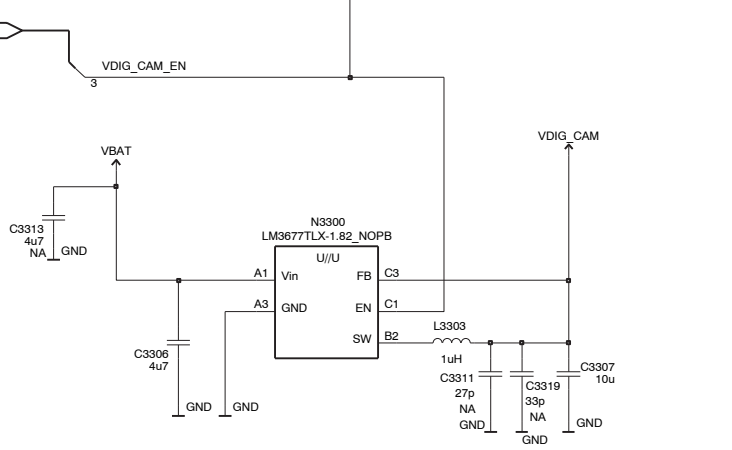 VDIG_CAM_EN
3
VDIG_CAM
VBAT
N3300
LM3677TLX-1.82_NOPB
U//U
C3313
4u7
NA
GND
A1
Vin
FB
C3
A3
GND
EN
C1
SW
B2
L3303
1uH
C3306
4u7
C3311
27p
NA
GND
C3319
33p
NA
GND
C3307
10u
GND
GND
GND